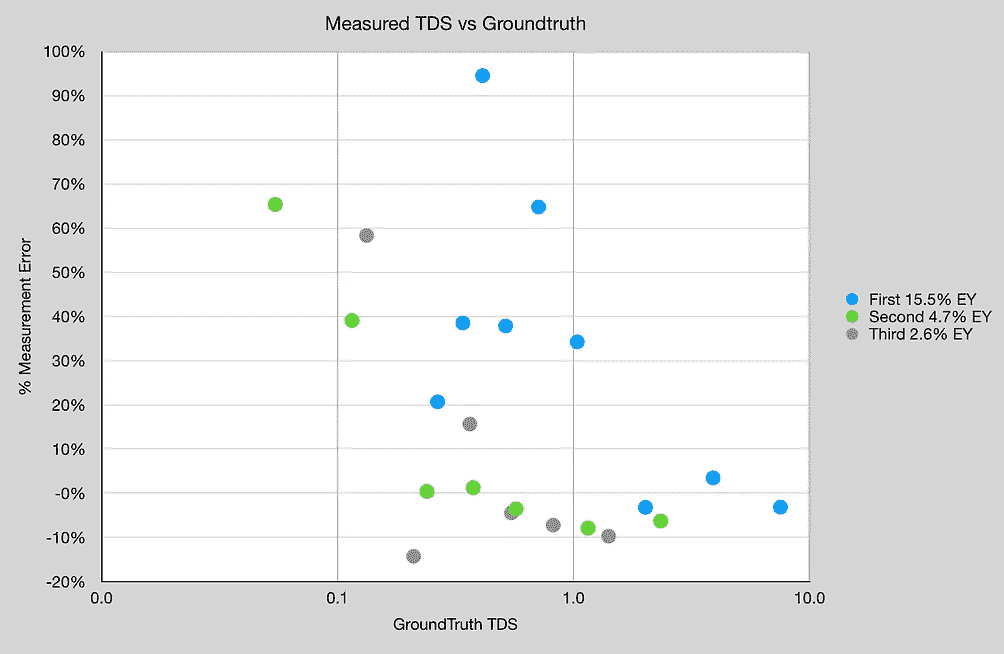 Measured TDS vs Groundtruth
100%
90%
80%
70%
60%
50%
40%
30%
20%
10%
-0%
-10%
-20%
% Measurement Error
0.0
0.1
1.0
10.0
GroundTruth TDS
First 15.5% EY
Second 4.7% EY
Third 2.6% EY